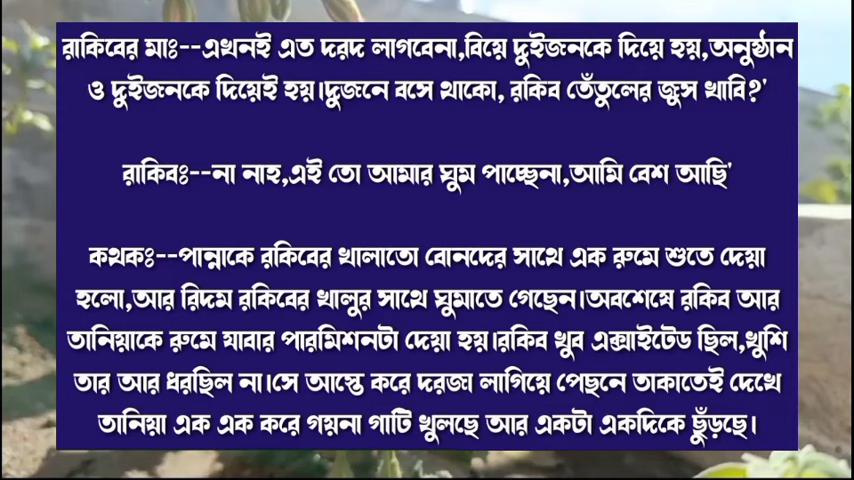 রাকিবের মাঃ--এখনই এত দরদ লাগবেনা,বিয়ে দুইজনকে দিয়ে হয়,অনুষ্ঠান
ও দুইজনকে দিয়েই হয়।দুজনে বসে থাকো, রকিব তেঁতুলের জুস খাবি?'
রাকিবঃ--না নাহ,এই তো আমার ঘুম পাচ্ছেনা,আমি বেশ আছি'
কথকঃ--পান্নাকে রকিবের খালাতো বোনদের সাথে এক রুমে শুতে দেয়া
হলো,আর রিদম রকিবের খালুর সাথে ঘুমাতে গেছেন।অবশেষে রকিব আর
তানিয়াকে রুমে যাবার পারমিশনটা দেয়া হয়।রকিব খুব এক্সাইটেড ছিল,খুশি
তার আর ধরছিল না।সে আস্তে করে দরজা লাগিয়ে পেছনে তাকাতেই দেখে
তানিয়া এক এক করে গয়না গাটি খুলছে আর একটা একদিকে ছুঁড়ছে।